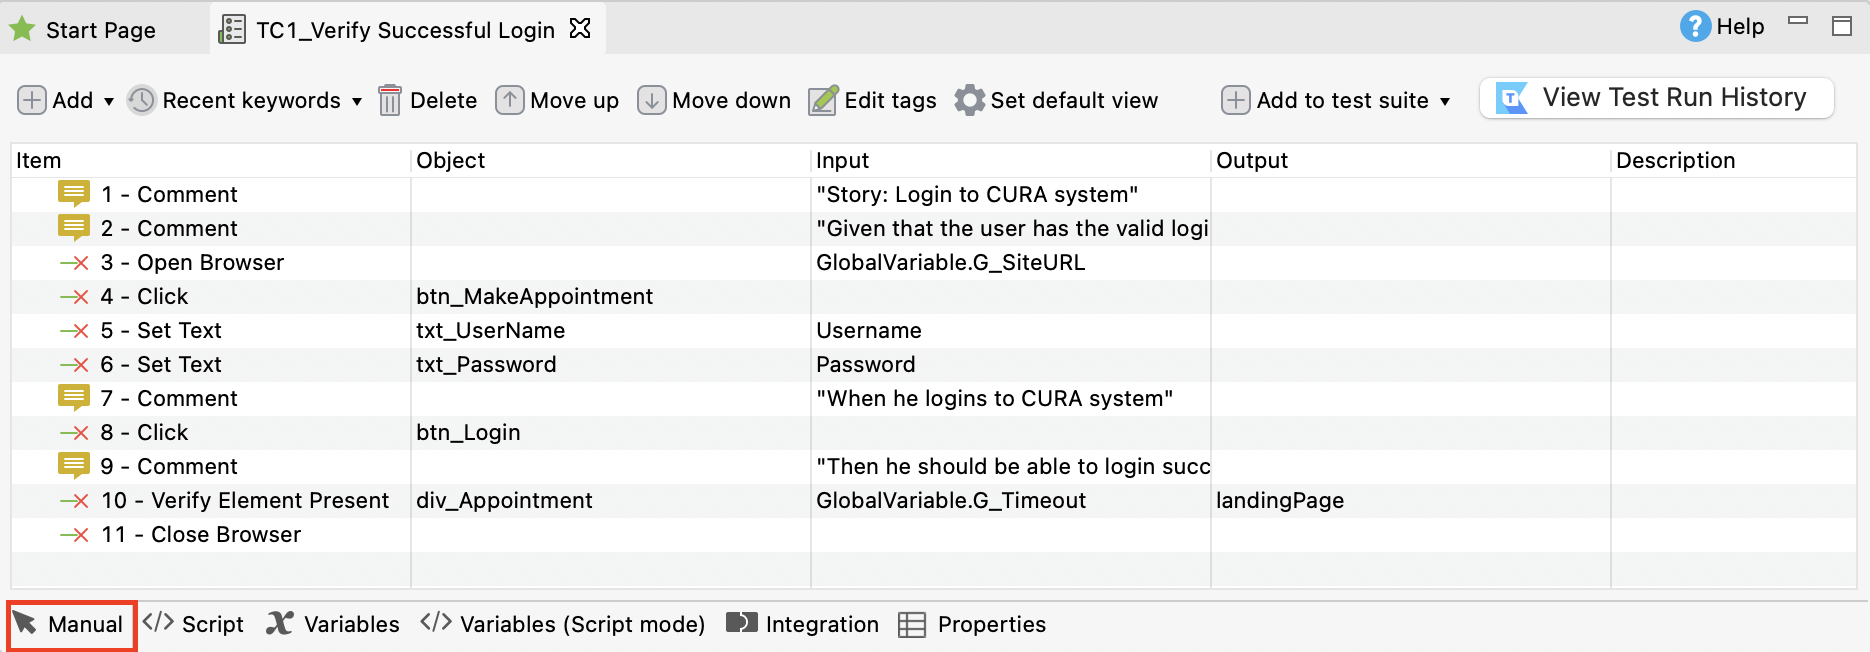 Start Page TC1_Verify Successful Login Help
Add Recent keywords Delete Move up Move down Edit tags Set default view Add to test suite View Test Run History
Item Object Input Output Description
1 - Comment "Story: Login to CURA system"
2 - Comment "Given that the user has the valid logi
3 - Open Browser GlobalVariable.G_SiteURL
4 - Click btn_MakeAppointment
5 - Set Text txt_UserName Username
6 - Set Text txt_Password Password
7 - Comment "When he logins to CURA system"
8 - Click btn_Login
9 - Comment "Then he should be able to login succ
10 - Verify Element Present div_Appointment GlobalVariable.G_Timeout landingPage
11 - Close Browser
Manual Script Variables Variables (Script mode) Integration Properties